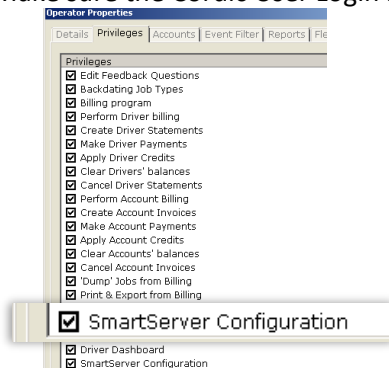 Operator Properties
Details Privileges Accounts Event Filter Reports
Privileges
Edit Feedback Questions
Backdating Job Types
Billing program
Perform Driver billing
Create Driver Statements
Make Driver Payments
Apply Driver Credits
Clear Drivers' balances
Cancel Driver Statements
Perform Account Billing
Create Account Invoices
Make Account Payments
Apply Account Credits
Clear Accounts' balances
Cancel Account Invoices
'Dump' Jobs from Billing
Print & Export from Billing
SmartServer Configuration
Driver Dashboard
SmartServer Configuration